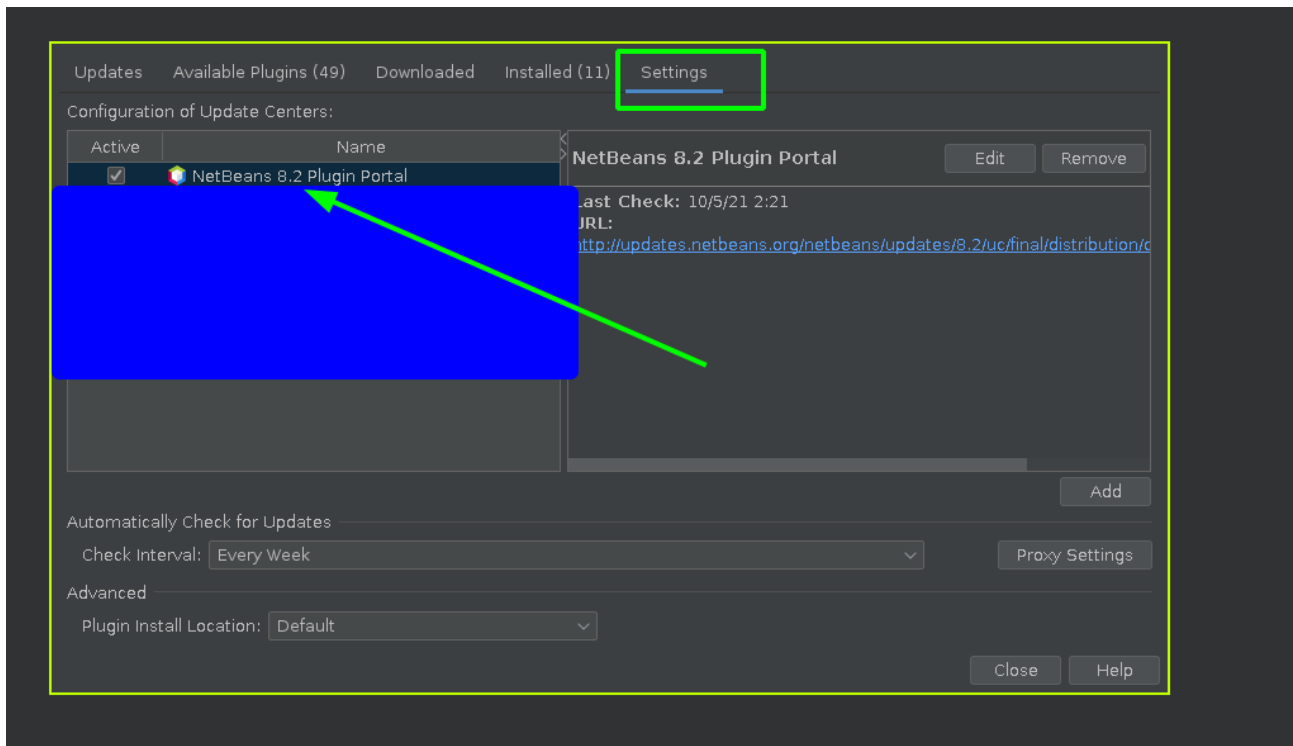 Updates Available Plugins (49) Downloaded Installed (11) Settings
Configuration of Update Centers:
Active Name
NetBeans 8.2 Plugin Portal
NetBeans 8.2 Plugin Portal Edit Remove
Last Check: 10/5/21 2:21
URL:
http://updates.netbeans.org/netbeans/updates/8.2/uc/final/distribution/c
Add
Automatically Check for Updates
Check Interval: Every Week Proxy Settings
Advanced
Plugin Install Location: Default
Close Help